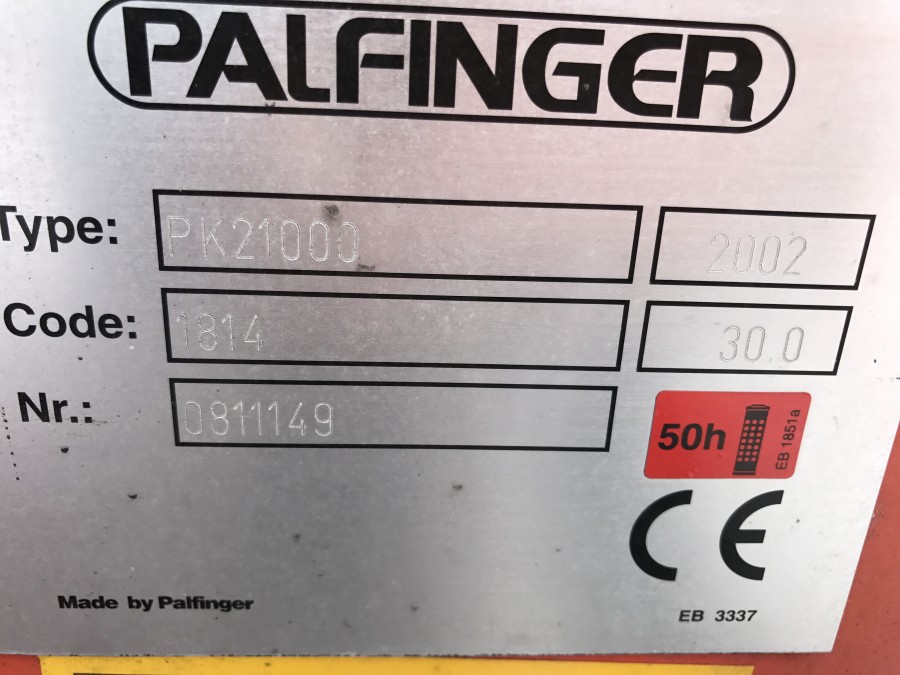 PALFINGER
Type: PK21000 2002
Code: 1814 30.0
Nr.: 0811149
50h EB 1851a
CE
Made by Palfinger
EB 3337